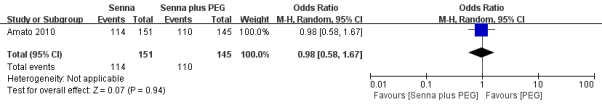 Senna Senna plus PEG Odds Ratio Odds Ratio
Study or Subgroup Events Total Events Total Weight M-H, Random, 95% CI M-H, Random, 95% CI
Amato 2010 114 151 110 145 100.0% 0.98 [0.58, 1.67]
Total (95% CI) 151 145 100.0% 0.98 [0.58, 1.67]
Total events 114 110
Heterogeneity: Not applicable
Test for overall effect: Z = 0.07 (P = 0.94)
0.01 0.1 1 10 100
Favours [Senna plus PEG] Favours [PEG]